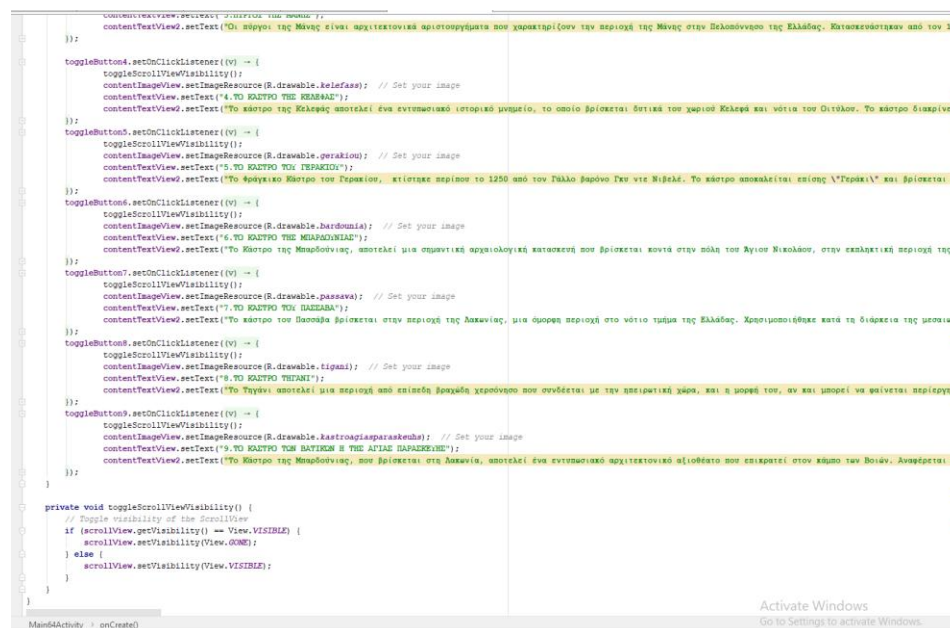 contentTextView.setText("3.ΠΥΡΓΟΙ ΤΗΣ ΜΑΝΗΣ");
contentTextView2.setText("Οι πύργοι της Μάνης είναι αρχιτεκτονικά αριστουργήματα που χαρακτηρίζουν την περιοχή της Μάνης στην Πελοπόννησο της Ελλάδας. Κατασκευάστηκαν από τον 1
});
toggleButton4.setOnClickListener((v) → {
toggleScrollViewVisibility();
contentImageView.setImageResource(R.drawable.kelefass); // Set your image
contentTextView.setText("4.ΤΟ ΚΑΣΤΡΟ ΤΗΣ ΚΕΛΕΦΑΣ");
contentTextView2.setText("Το κάστρο της Κελεφάς αποτελεί ένα εντυπωσιακό ιστορικό μνημείο, το οποίο βρίσκεται δυτικά του χωριού Κελεφά και νότια του Οιτύλου. Το κάστρο διακρίνε
});
toggleButton5.setOnClickListener((v) → {
toggleScrollViewVisibility();
contentImageView.setImageResource(R.drawable.gerakiou); // Set your image
contentTextView.setText("5.ΤΟ ΚΑΣΤΡΟ ΤΟΥ ΓΕΡΑΚΙΟΥ");
contentTextView2.setText("Το Φράγκικο Κάστρο του Γερακίου, κτίστηκε περίπου το 1250 από τον Γάλλο βαρόνο Γκυ ντε Νιβελέ. Το κάστρο αποκαλείται επίσης \"Γεράκι\" και βρίσκεται
});
toggleButton6.setOnClickListener((v) → {
toggleScrollViewVisibility();
contentImageView.setImageResource(R.drawable.bardounia); // Set your image
contentTextView.setText("6.ΤΟ ΚΑΣΤΡΟ ΤΗΣ ΜΠΑΡΔΟΥΝΙΑΣ");
contentTextView2.setText("Το Κάστρο της Μπαρδούνιας, αποτελεί μια σημαντική αρχαιολογική κατασκευή που βρίσκεται κοντά στην πόλη του Άγιου Νικολάου, στην εκπληκτική περιοχή της
});
toggleButton7.setOnClickListener((v) → {
toggleScrollViewVisibility();
contentImageView.setImageResource(R.drawable.passava); // Set your image
contentTextView.setText("7.ΤΟ ΚΑΣΤΡΟ ΤΟΥ ΠΑΣΣΑΒΑ");
contentTextView2.setText("Το κάστρο του Πασσάβα βρίσκεται στην περιοχή της Λακωνίας, μια όμορφη περιοχή στο νότιο τμήμα της Ελλάδας. Χρησιμοποιήθηκε κατά τη διάρκεια της μεσαιω
});
toggleButton8.setOnClickListener((v) → {
toggleScrollViewVisibility();
contentImageView.setImageResource(R.drawable.tigani); // Set your image
contentTextView.setText("8.ΤΟ ΚΑΣΤΡΟ ΤΗΓΑΝΙ");
contentTextView2.setText("Το Τηγάνι αποτελεί μια περιοχή από επίπεδη βραχώδη χερσόνησο που συνδέεται με την ηπειρωτική χώρα, και η μορφή του, αν και μπορεί να φαίνεται περίεργη
});
toggleButton9.setOnClickListener((v) → {
toggleScrollViewVisibility();
contentImageView.setImageResource(R.drawable.kastroagiasparaskeuhs); // Set your image
contentTextView.setText("9.ΤΟ ΚΑΣΤΡΟ ΤΩΝ ΒΑΤΙΚΩΝ Η ΤΗΣ ΑΓΙΑΣ ΠΑΡΑΣΚΕΥΗΣ");
contentTextView2.setText("Το Κάστρο της Μπαρδούνιας, που βρίσκεται στη Λακωνία, αποτελεί ένα εντυπωσιακό αρχιτεκτονικό αξιοθέατο που επικρατεί στον κάμπο των Βοιών. Αναφέρεται
});
}
private void toggleScrollViewVisibility() {
// Toggle visibility of the ScrollView
if (scrollView.getVisibility() == View.VISIBLE) {
scrollView.setVisibility(View.GONE);
} else {
scrollView.setVisibility(View.VISIBLE);
}
}
}
Activate Windows
Go to Settings to activate Windows.
Main64Activity › onCreate()